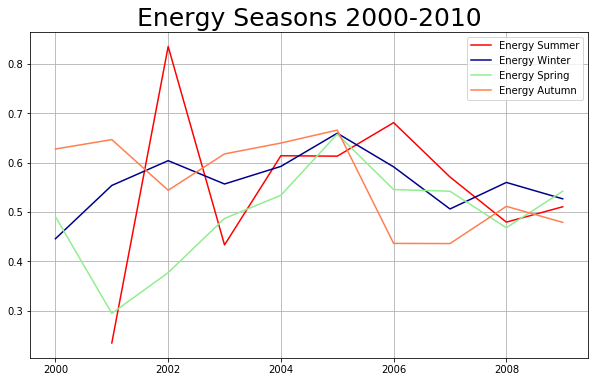 Energy Seasons 2000-2010
Energy Summer
Energy Winter
Energy Spring
Energy Autumn
0.8
0.7
0.6
0.5
0.4
0.3
2000 2002 2004 2006 2008